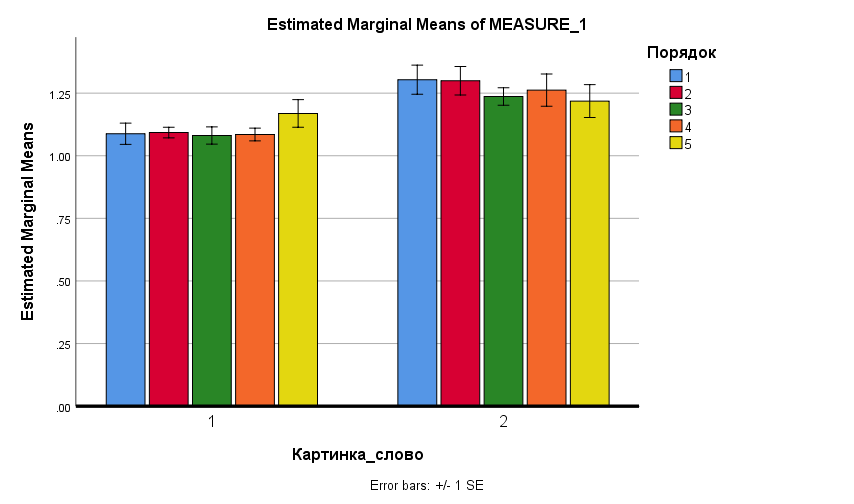 Estimated Marginal Means of MEASURE_1
Estimated Marginal Means
1.25
1.00
.75
.50
.25
.00
1
2
Картинка_слово
Error bars: +/- 1 SE
Порядок
1
2
3
4
5